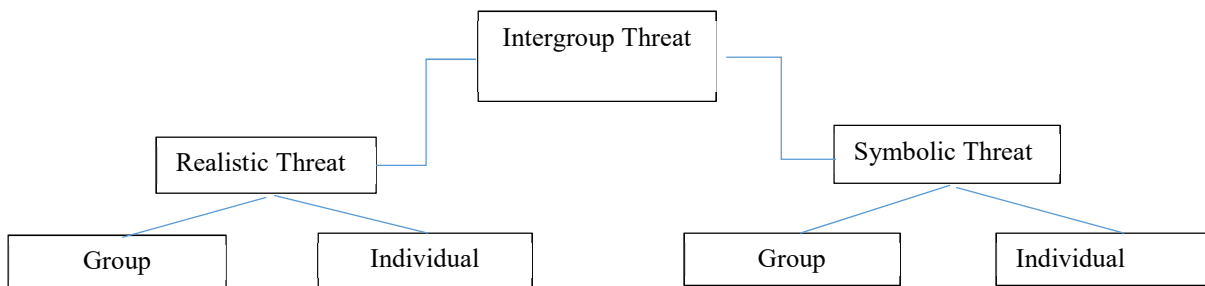 Intergroup Threat
Realistic Threat
Symbolic Threat
Group
Individual
Group
Individual